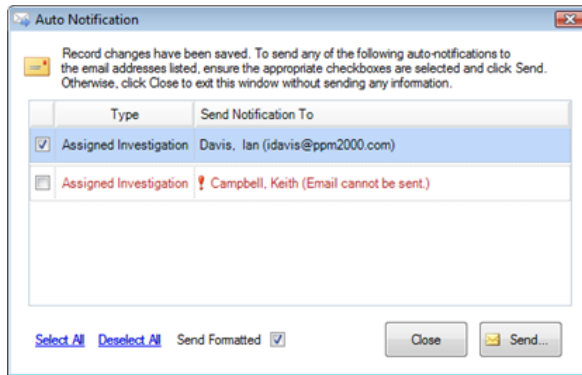 Auto Notification
Record changes have been saved. To send any of the following auto-notifications to
the email addresses listed, ensure the appropriate checkboxes are selected and click Send.
Otherwise, click Close to exit this window without sending any information.
Type Send Notification To
Assigned Investigation Davis, Ian (idavis@ppm2000.com)
Assigned Investigation Campbell, Keith (Email cannot be sent.)
Select All Deselect All Send Formatted Close Send...